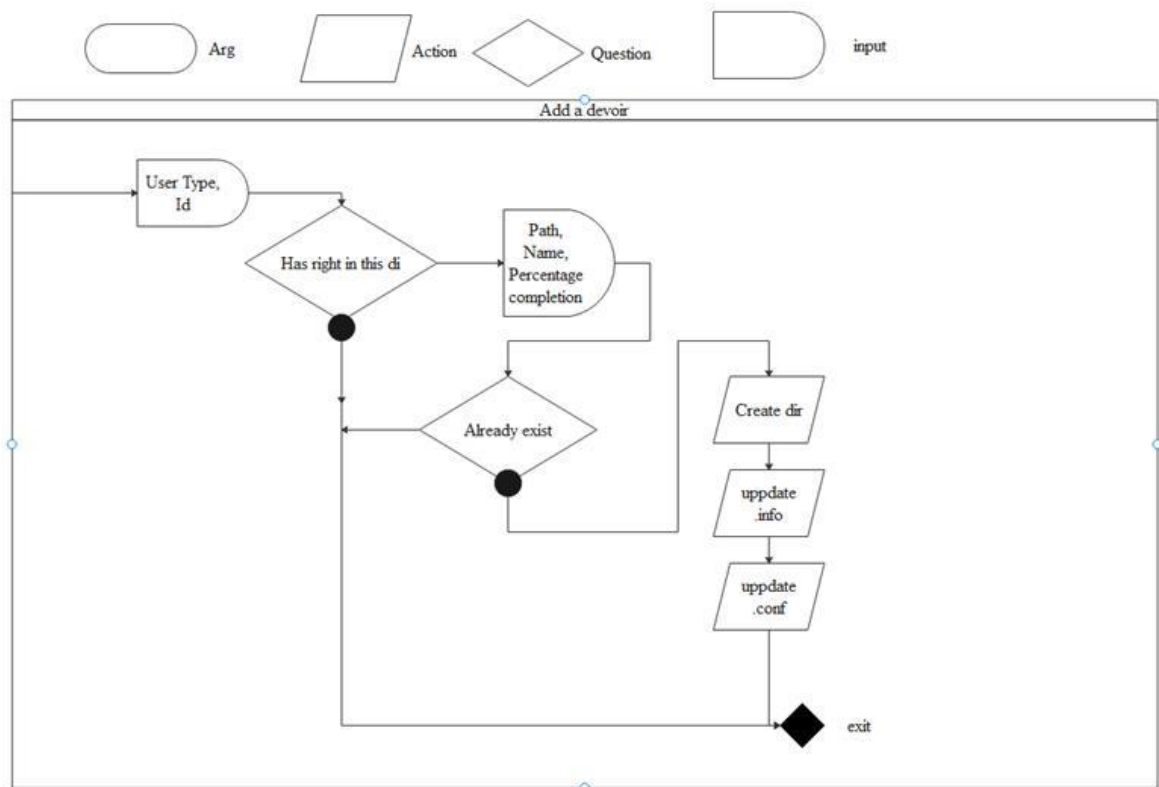 Arg
Action
Question
input
Add a devoir
User Type,
Id
Has right in this di
Path,
Name,
Percentage
completion
Already exist
Create dir
uppdate
.info
uppdate
.conf
exit